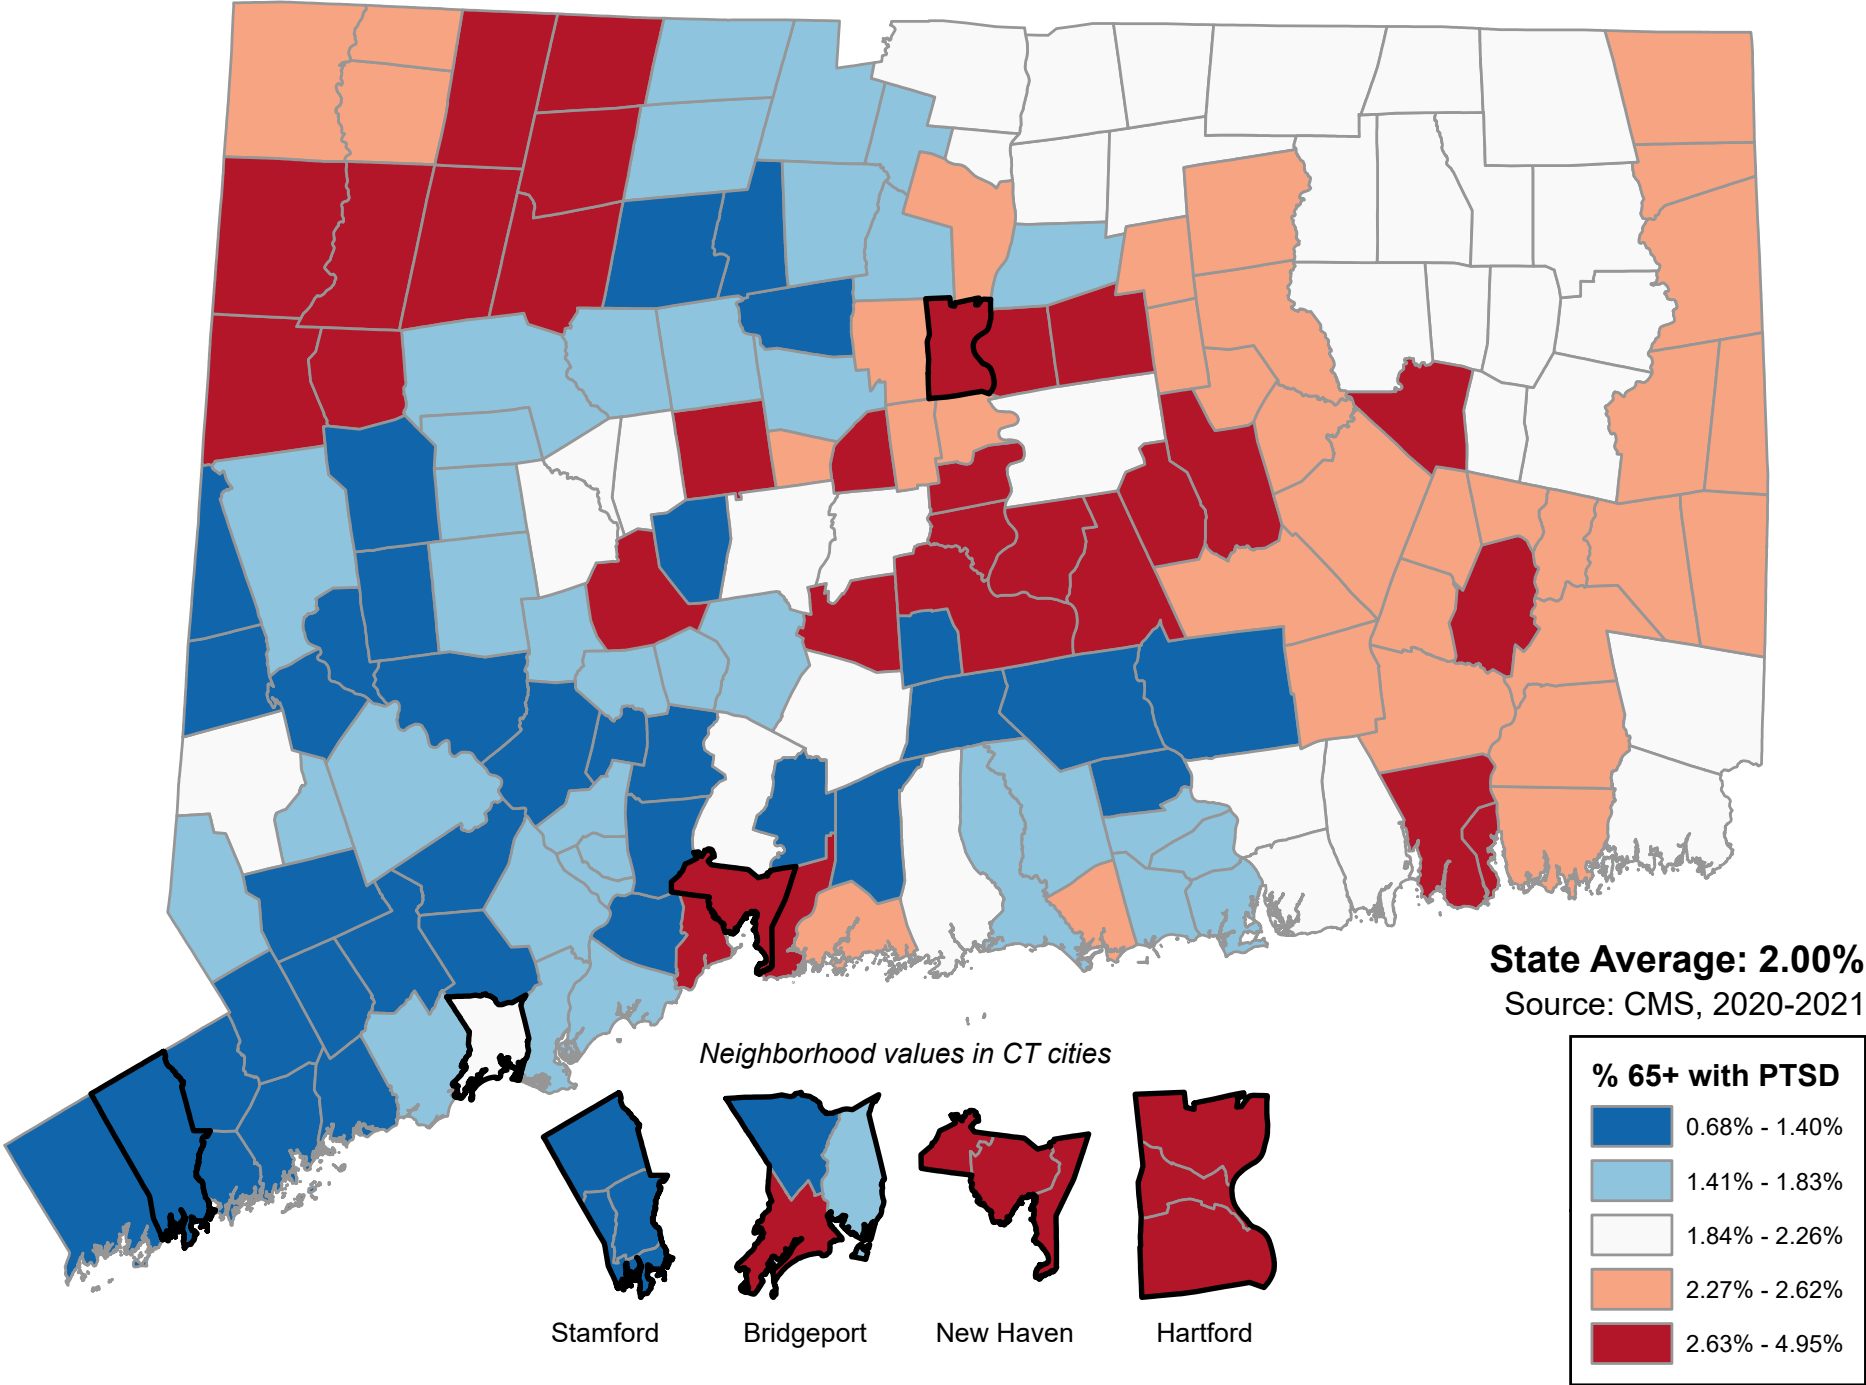 State Average: 2.00%
Source: CMS, 2020-2021
Neighborhood values in CT cities
% 65+ with PTSD
0.68% - 1.40%
1.41% - 1.83%
1.84% - 2.26%
2.27% - 2.62%
2.63% - 4.95%
Stamford
Bridgeport
New Haven
Hartford